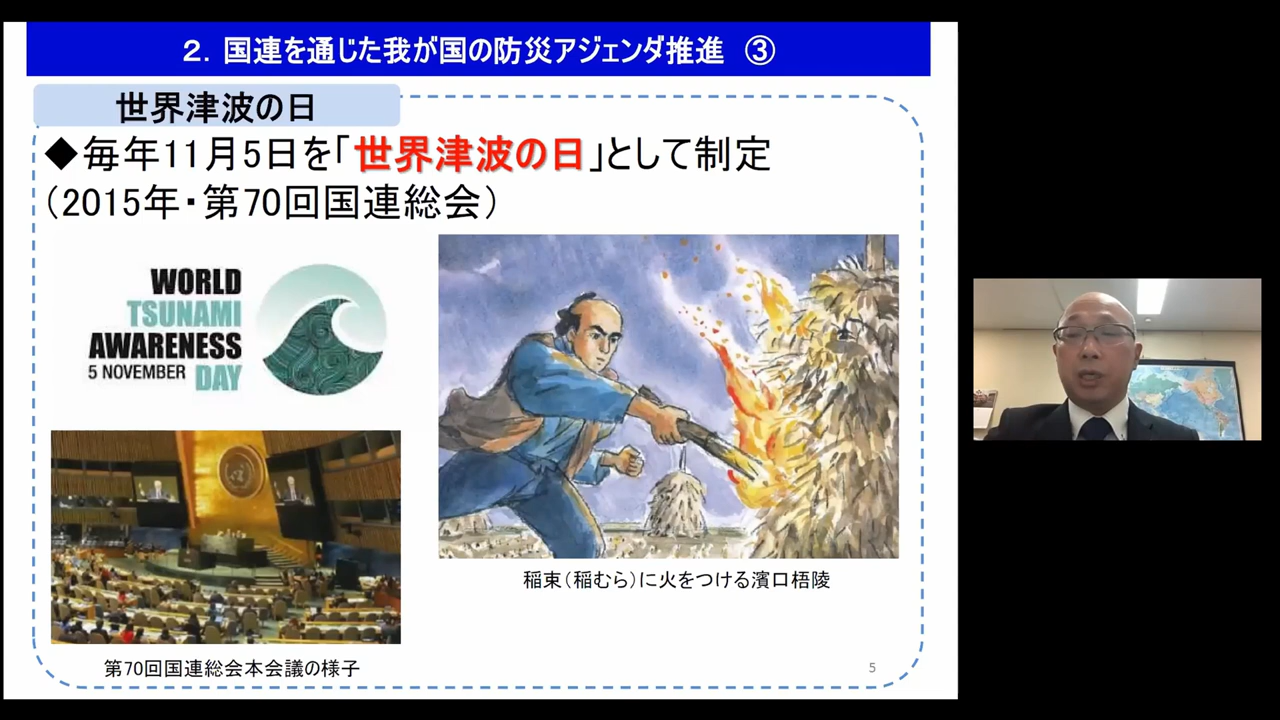 ２．国連を通じた我が国の防災アジェンダ推進　③
世界津波の日
◆毎年11月5日を「世界津波の日」として制定
（2015年・第70回国連総会）
WORLD
TSUNAMI
AWARENESS
5 NOVEMBER DAY
稲束（稲むら）に火をつける濱口梧陵
第70回国連総会本会議の様子
5